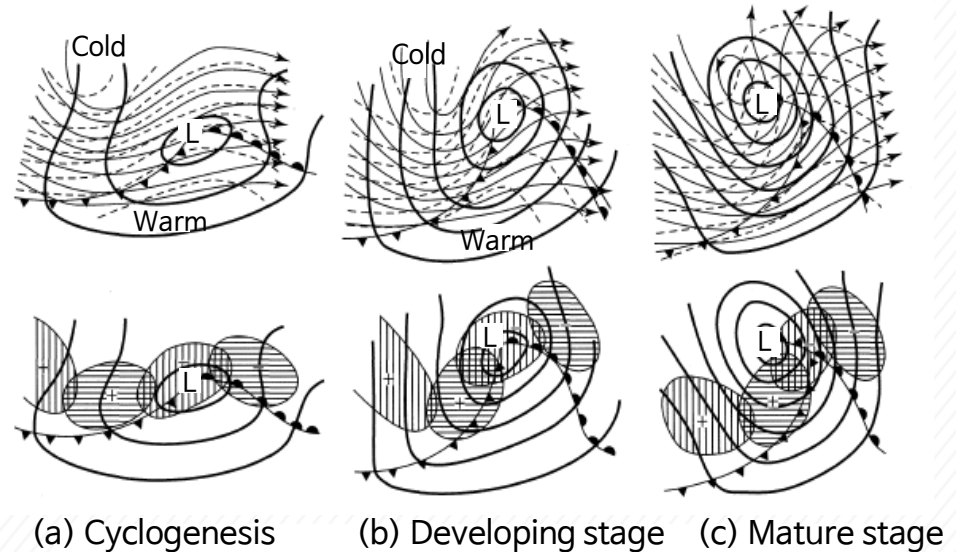 Cold
L
Warm
Cold
L
Warm
L
+
+
-
L
-
+
+
-
L
-
+
+
L
-
(a) Cyclogenesis
(b) Developing stage
(c) Mature stage